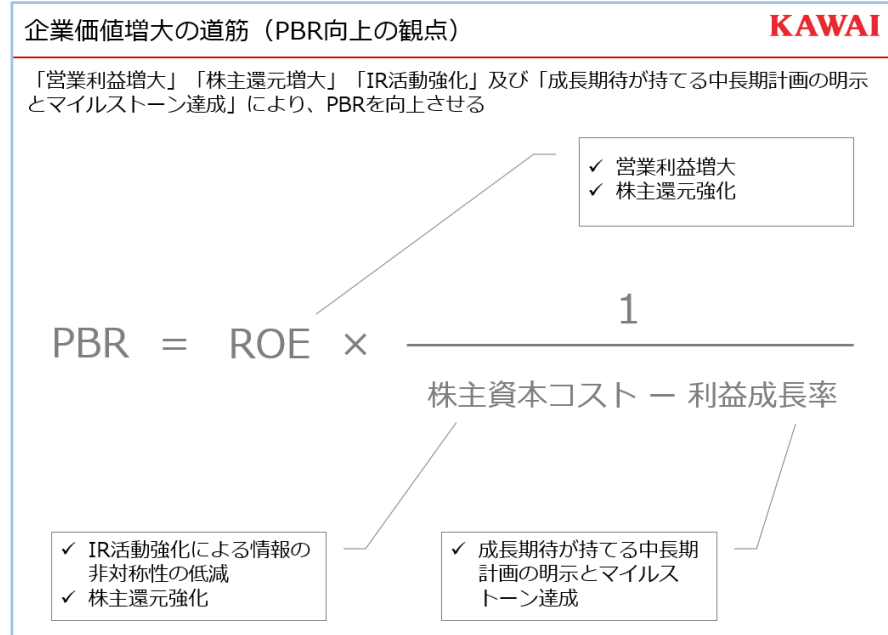 企業価値増大の道筋（PBR向上の観点）
KAWAI
「営業利益増大」「株主還元増大」「IR活動強化」及び「成長期待が持てる中長期計画の明示
とマイルストーン達成」により、PBRを向上させる
✓ 営業利益増大
✓ 株主還元強化
PBR = ROE ×
1
株主資本コスト ー 利益成長率
✓ IR活動強化による情報の
非対称性の低減
✓ 株主還元強化
✓ 成長期待が持てる中長期
計画の明示とマイルス
トーン達成